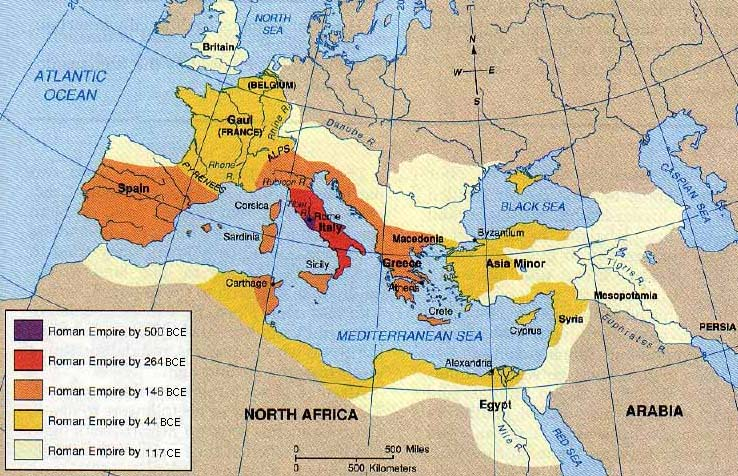 NORTH
SEA
Britain
ATLANTIC
OCEAN
(BELGIUM)
Gaul
(FRANCE)
Rhine R.
Danube R.
ALPS
Rhone
R.
PYRENEES
Rubicon R.
Spain
Corsica
Tiber
R.
Rome
Italy
Sardinia
Sicily
Carthage
N
W
E
S
CASPIAN SEA
BLACK SEA
Byzantium
Macedonia
Greece
Athens
Asia Minor
Crete
Cyprus
Syria
Tigris R.
Mesopotamia
Euphrates R.
PERSIA
MEDITERRANEAN SEA
Alexandria
Egypt
Nile R.
RED SEA
NORTH AFRICA
ARABIA
Roman Empire by 500 BCE
Roman Empire by 264 BCE
Roman Empire by 146 BCE
Roman Empire by 44 BCE
Roman Empire by 117 CE
0 500 Miles
0 500 Kilometers